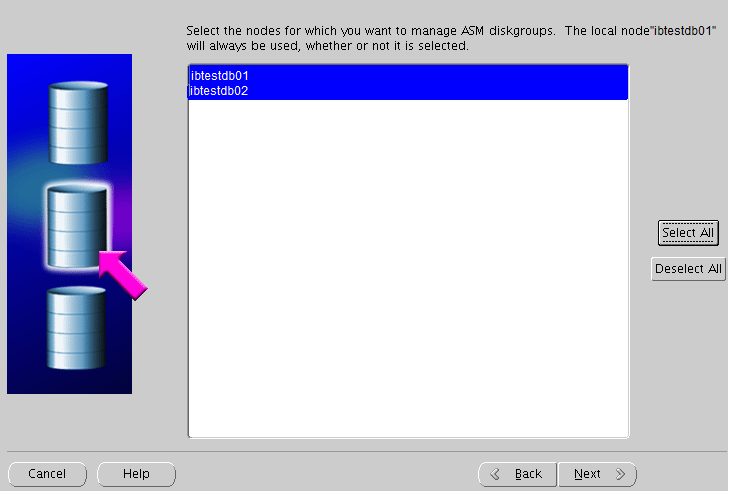 Select the nodes for which you want to manage ASM diskgroups. The local node"ibtestdb01"
will always be used, whether or not it is selected.
ibtestdb01
ibtestdb02
Select All
Deselect All
Cancel
Help
Back
Next